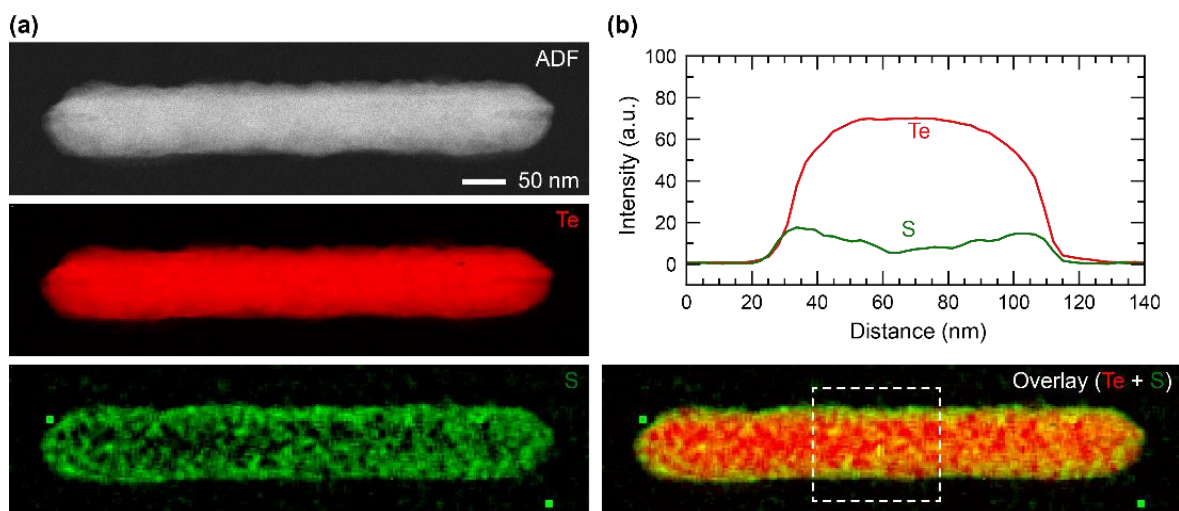 (a)
ADF
50 nm
Te
S
(b)
Intensity (a.u.)
100
80
60
40
20
0
Te
S
0 20 40 60 80 100 120 140
Distance (nm)
Overlay (Te + S)